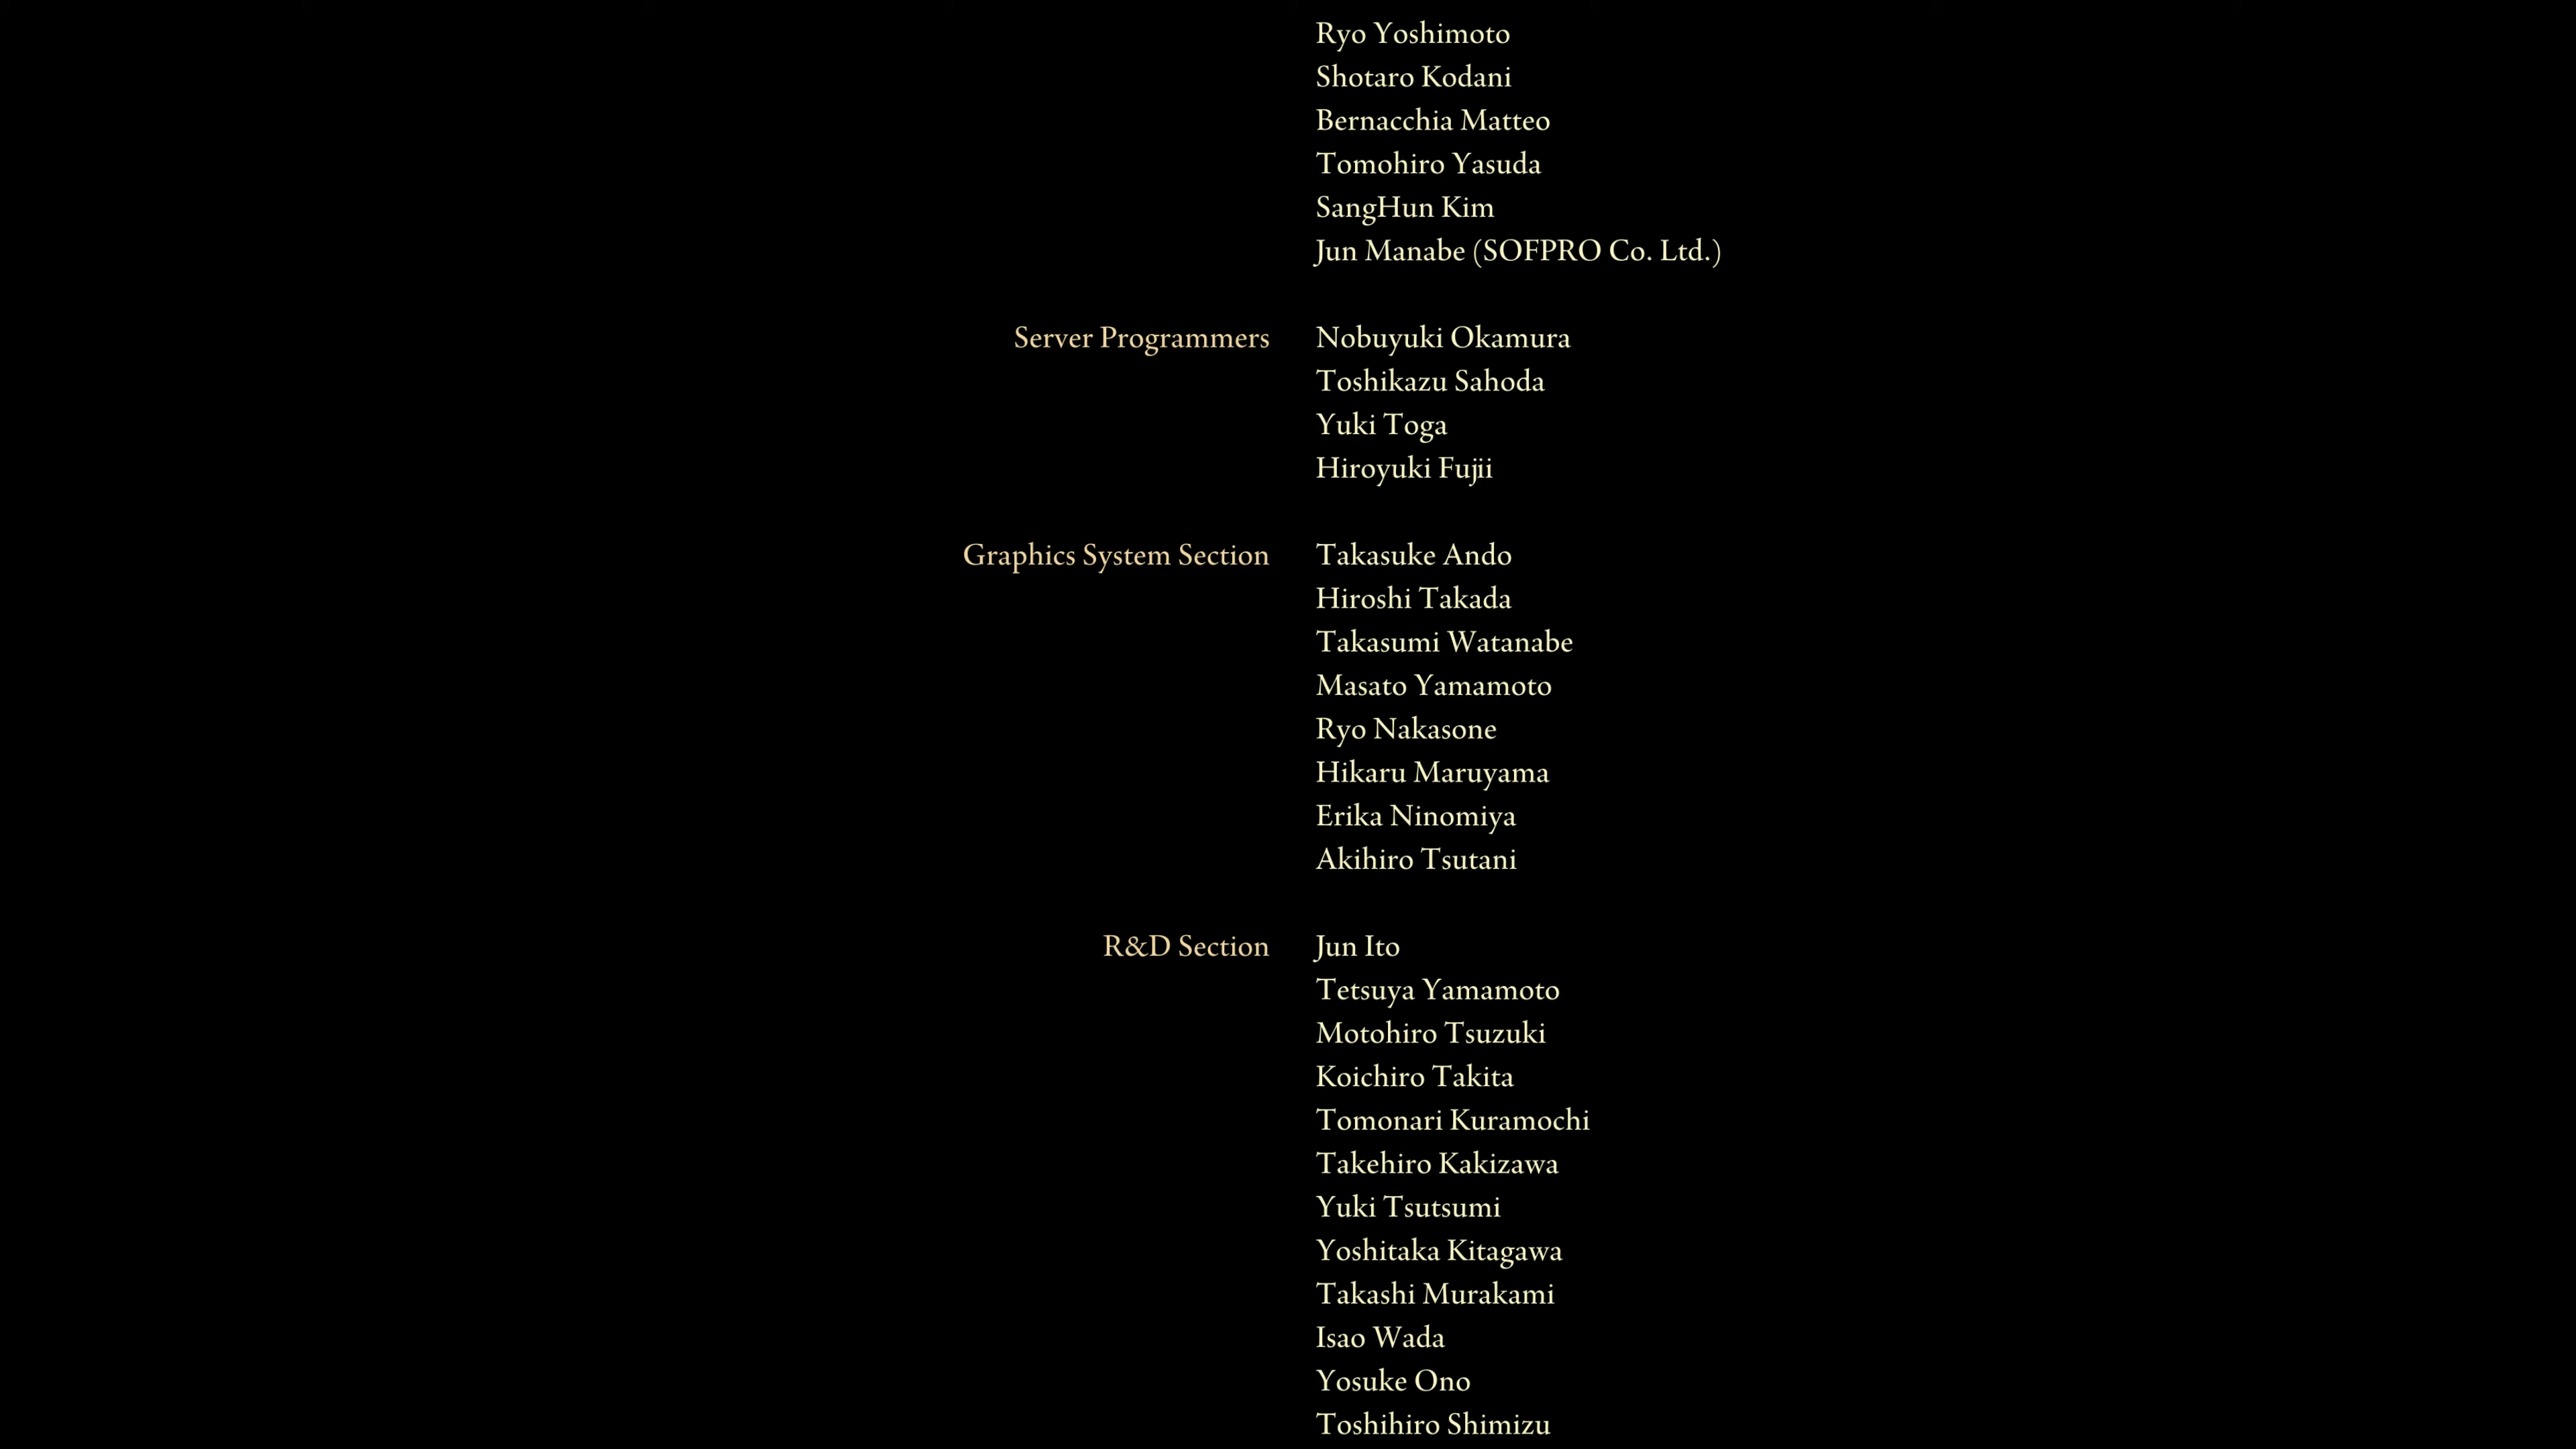 Ryo Yoshimoto
Shotaro Kodani
Bernacchia Matteo
Tomohiro Yasuda
SangHun Kim
Jun Manabe (SOFPRO Co. Ltd.)
Server Programmers Nobuyuki Okamura
Toshikazu Sahoda
Yuki Toga
Hiroyuki Fujii
Graphics System Section Takasuke Ando
Hiroshi Takada
Takasumi Watanabe
Masato Yamamoto
Ryo Nakasone
Hikaru Maruyama
Erika Ninomiya
Akihiro Tsutani
R&D Section Jun Ito
Tetsuya Yamamoto
Motohiro Tsuzuki
Koichiro Takita
Tomonari Kuramochi
Takehiro Kakizawa
Yuki Tsutsumi
Yoshitaka Kitagawa
Takashi Murakami
Isao Wada
Yosuke Ono
Toshihiro Shimizu